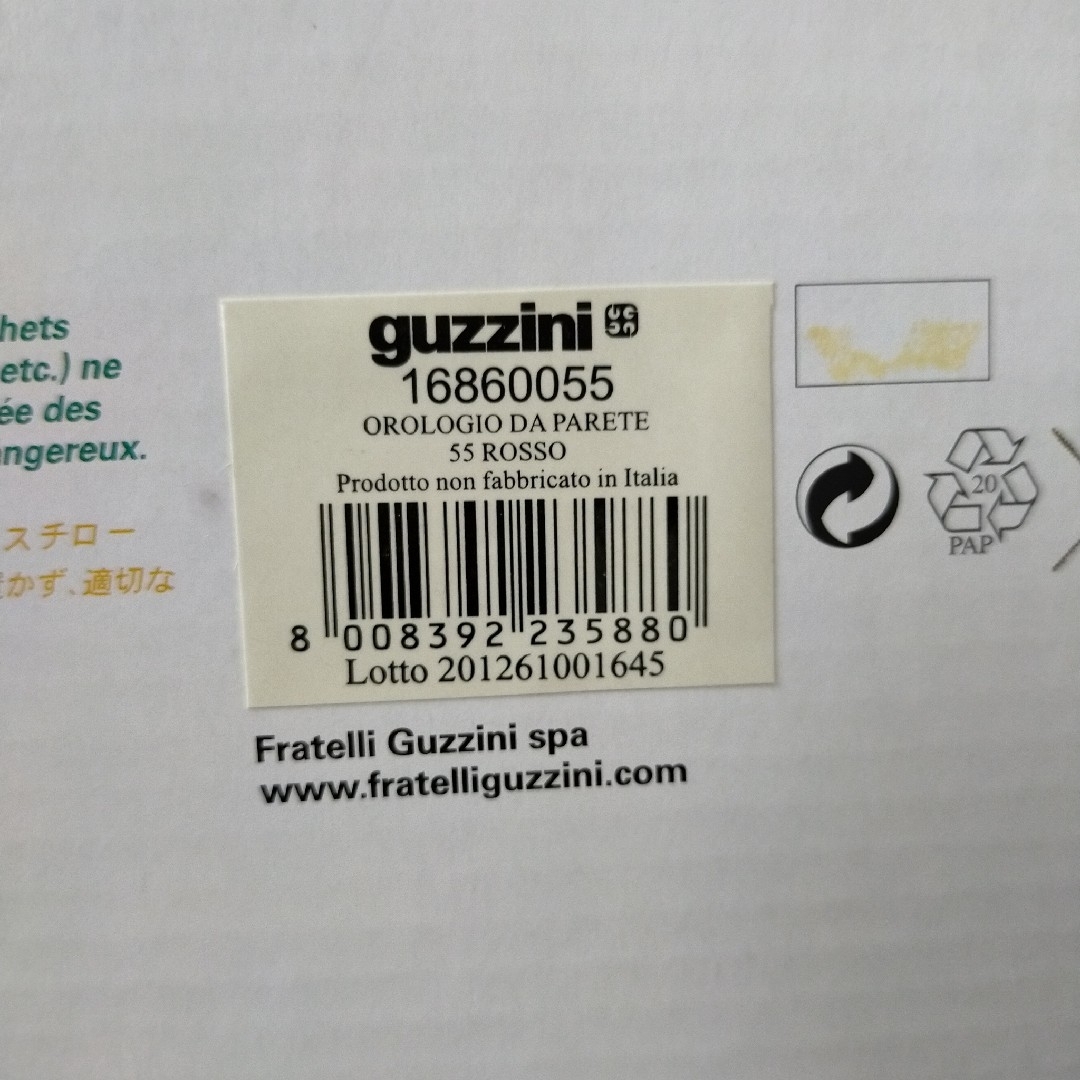 hets
etc.) ne
ée des
ngereux.
スチロー
かず、適切な
guzzini
16860055
OROLOGIO DA PARETE
55 ROSSO
Prodotto non fabbricato in Italia
8 008392 235880
Lotto 201261001645
Fratelli Guzzini spa
www.fratelliguzzini.com
20
PAP